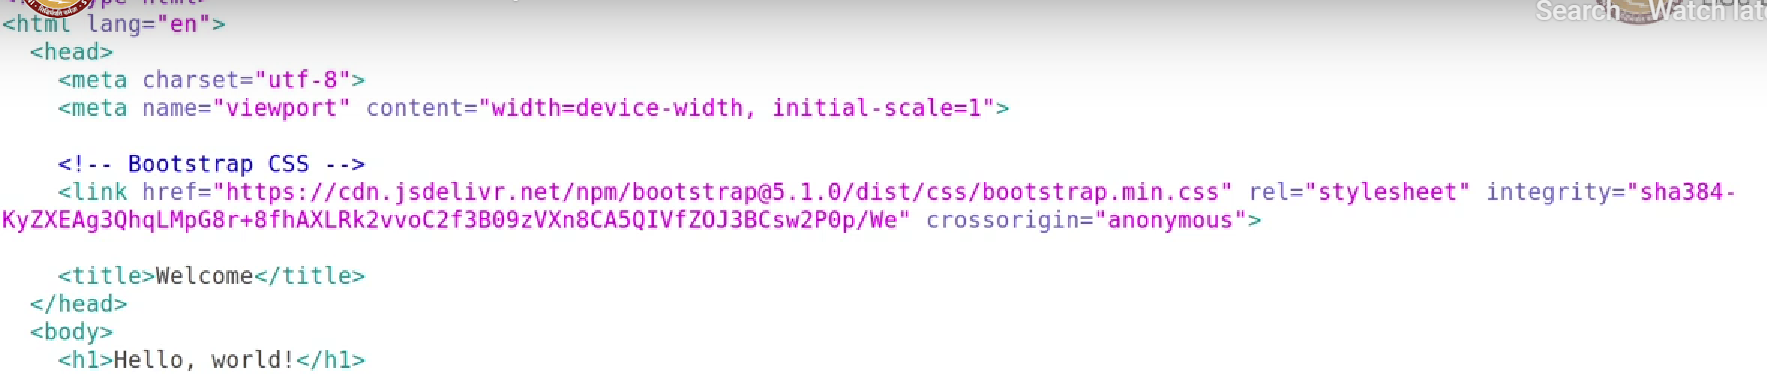 <html lang="en">
<head>
<meta charset="utf-8">
<meta name="viewport" content="width=device-width, initial-scale=1">
<!-- Bootstrap CSS -->
<link href="https://cdn.jsdelivr.net/npm/bootstrap@5.1.0/dist/css/bootstrap.min.css" rel="stylesheet" integrity="sha384-
KyZXEAg3QhqLMpG8r+8fhAXLRk2vvoC2f3B09zVXn8CA5QIVfZOJ3BCsw2P0p/We" crossorigin="anonymous">
<title>Welcome</title>
</head>
<body>
<h1>Hello, world!</h1>
Search Watch